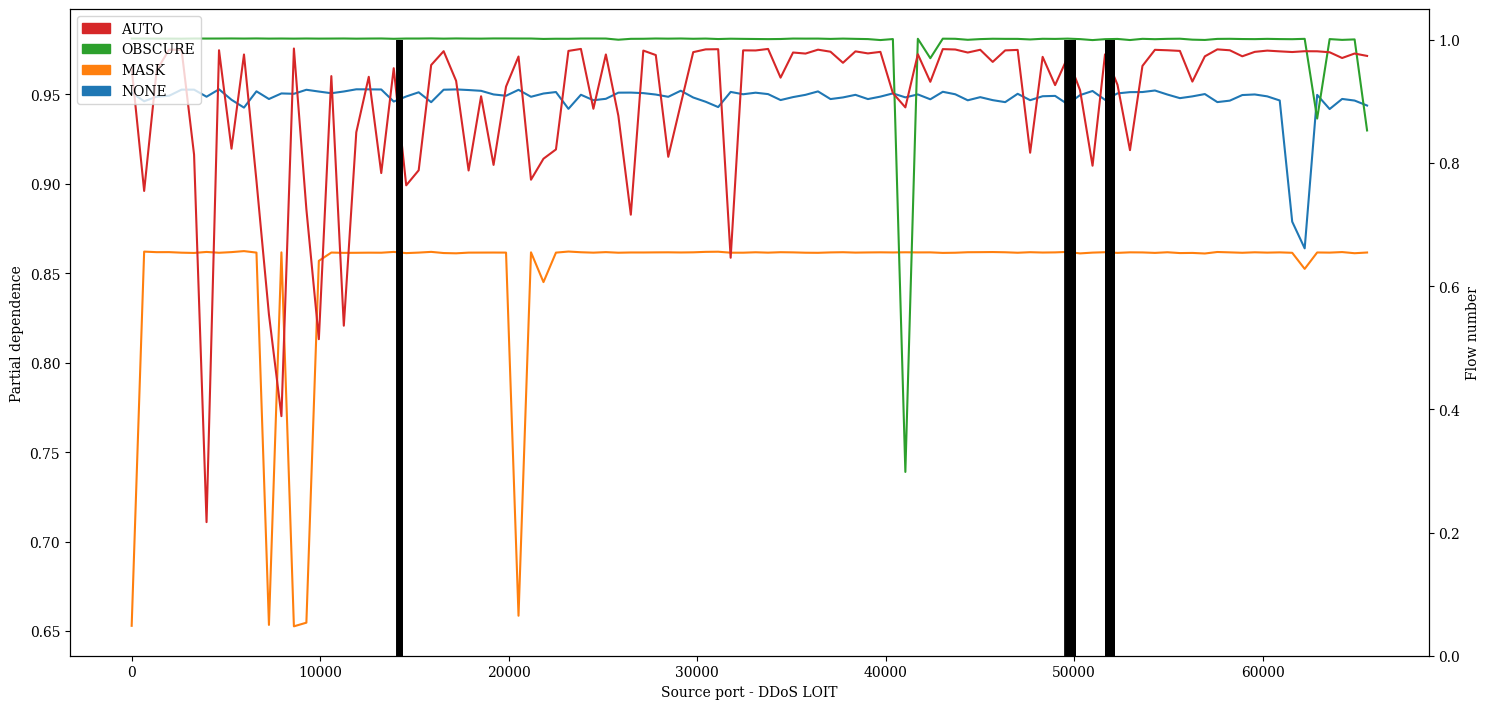 AUTO
OBSCURE
MASK
NONE
Partial dependence
0.95
0.90
0.85
0.80
0.75
0.70
0.65
1.0
0.8
0.6
0.4
0.2
0.0
Flow number
0
10000
20000
30000
40000
50000
60000
Source port - DDoS LOIT